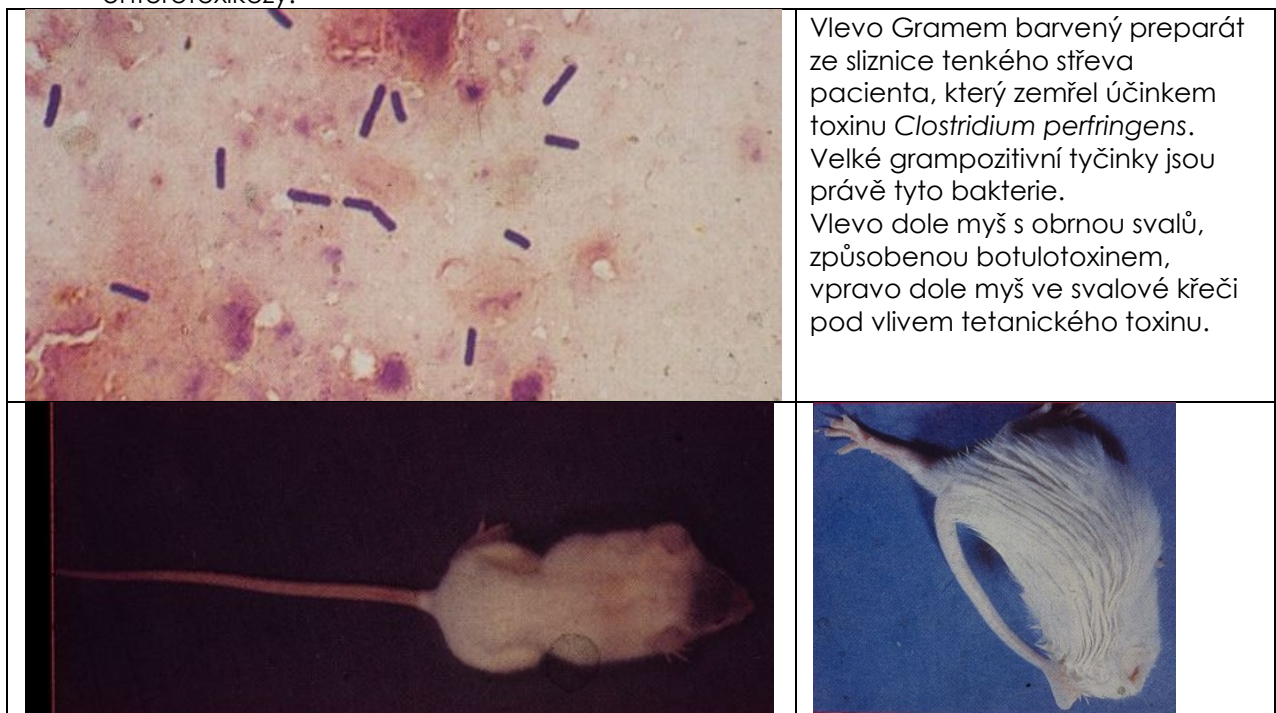 Vlevo Gramem barvený preparát
ze sliznice tenkého střeva
pacienta, který zemřel účinkem
toxinu Clostridium perfringens.
Velké grampozitivní tyčinky jsou
právě tyto bakterie.
Vlevo dole myš s obrnou svalů,
způsobenou botulotoxinem,
vpravo dole myš ve svalové křeči
pod vlivem tetanického toxinu.